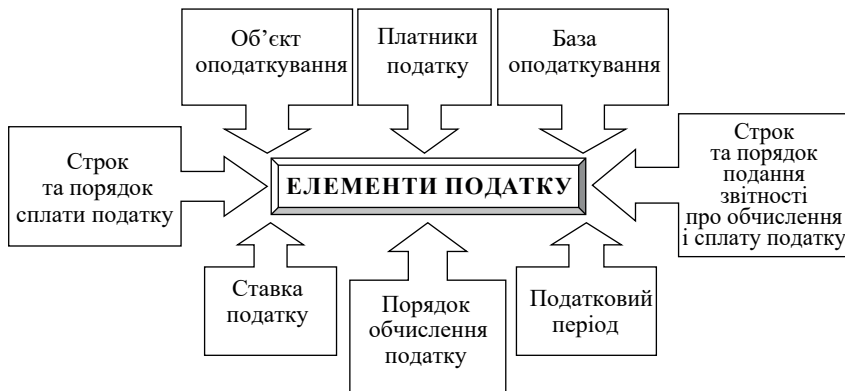 Об’єкт
оподаткування
Платники
податку
База
оподаткування
Строк
та порядок
сплати податку
ЕЛЕМЕНТИ ПОДАТКУ
Строк
та порядок
подання
звітності
про обчислення
і сплату податку
Ставка
податку
Порядок
обчислення
податку
Податковий
період